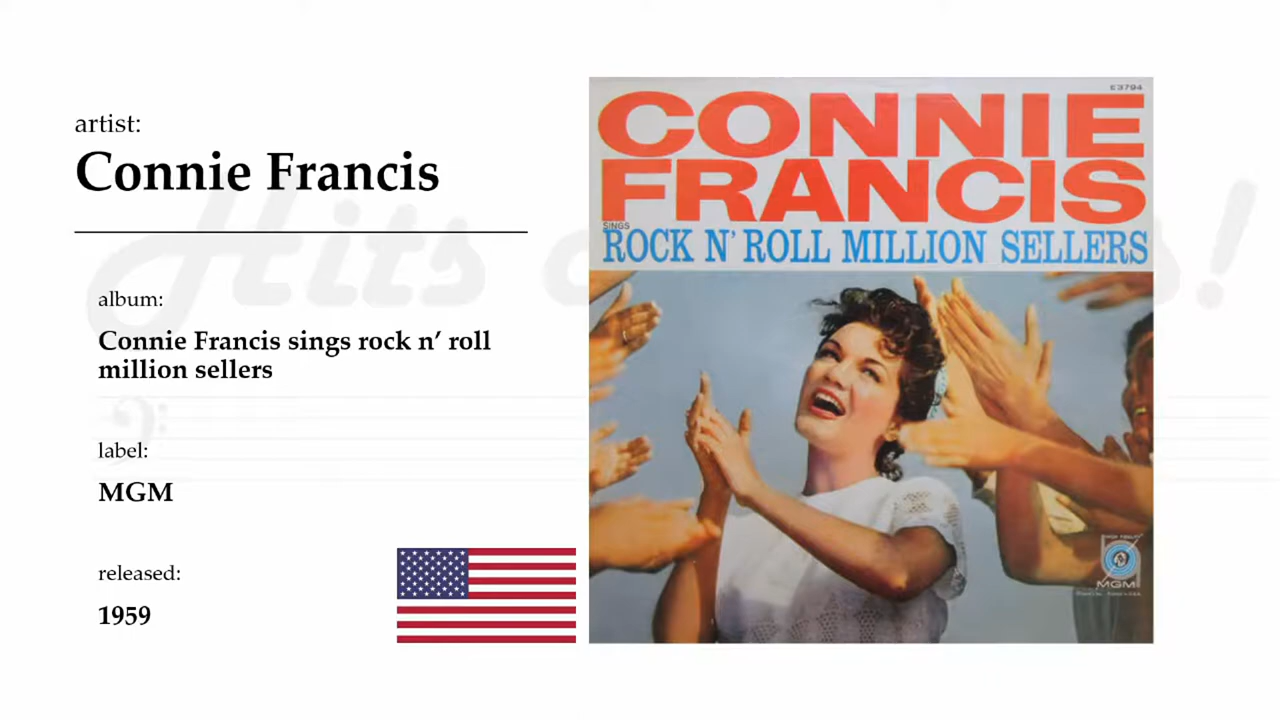 artist:
Connie Francis
album:
Connie Francis sings rock n’ roll
million sellers
label:
MGM
released:
1959
E3794
CONNIE
FRANCIS
SINGS
ROCK N’ ROLL MILLION SELLERS
MGM
Hits